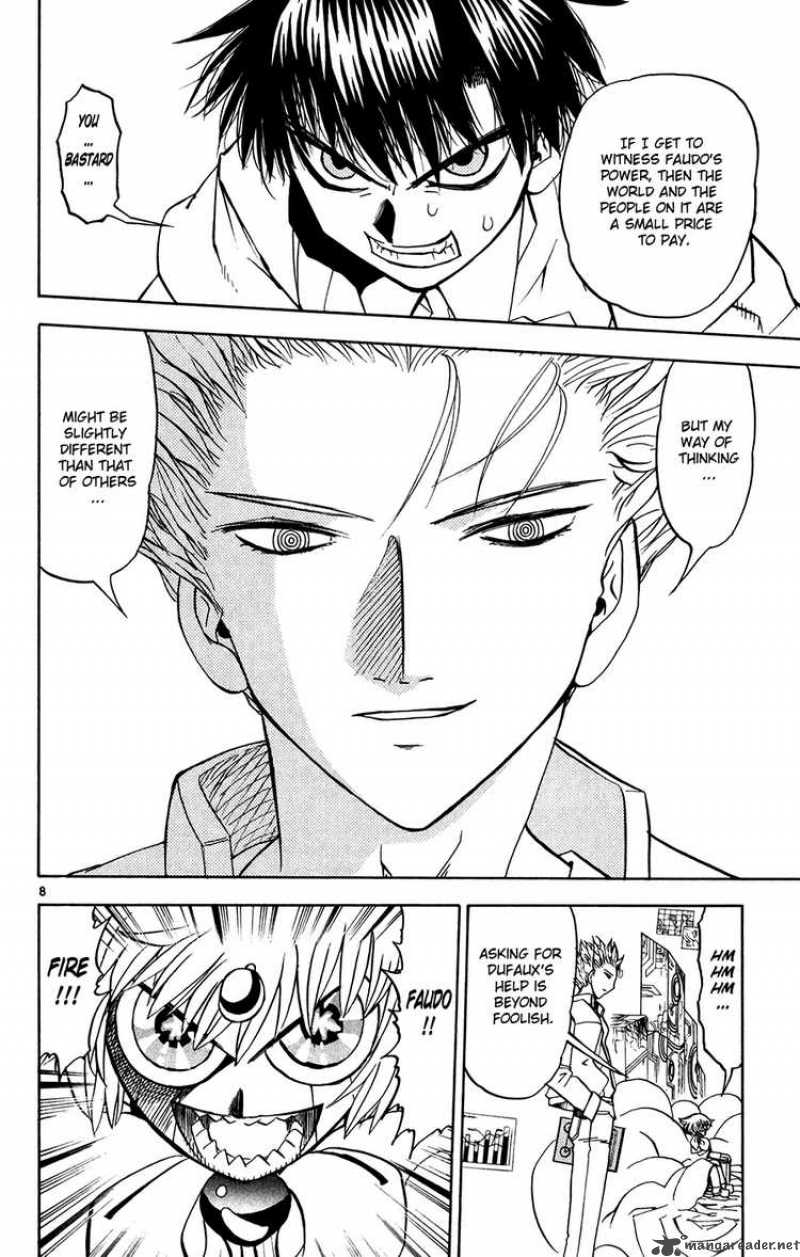 IF I GET TO
WITNESS FAUDO'S
POWER, THEN THE
WORLD AND THE
PEOPLE ON IT ARE
A SMALL PRICE
TO PAY.
YOU
...
BASTARD
...
BUT MY
WAY OF
THINKING
...
MIGHT BE
SLIGHTLY
DIFFERENT
THAN THAT
OF OTHERS
...
8
HM
HM
HM
...
ASKING FOR
DUFAUX'S
HELP IS
BEYOND
FOOLISH.
FAUDO
!!
FIRE
!!!
mangareader.net